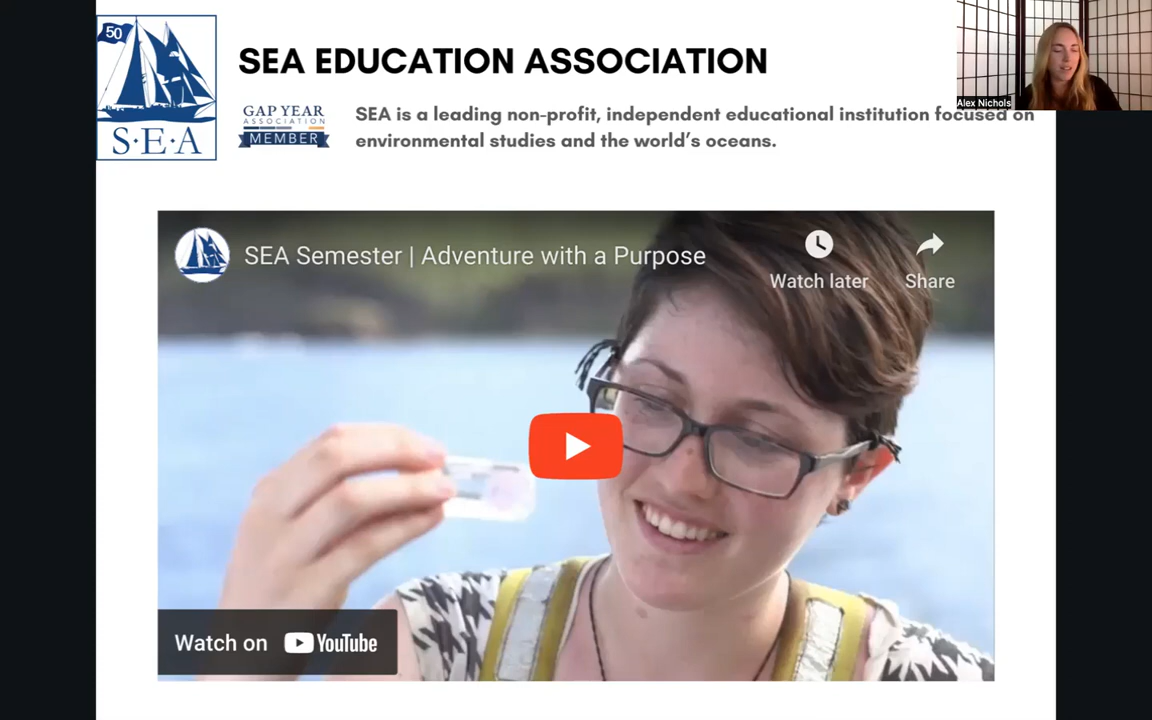 50
S·E·A
SEA EDUCATION ASSOCIATION
GAP YEAR
ASSOCIATION
MEMBER
SEA is a leading non-profit, independent educational institution focused on
environmental studies and the world's oceans.
Alex Nichols
SEA Semester | Adventure with a Purpose
Watch later
Share
Watch on YouTube